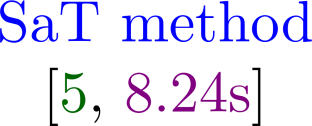 SaT method
[5, 8.24s]